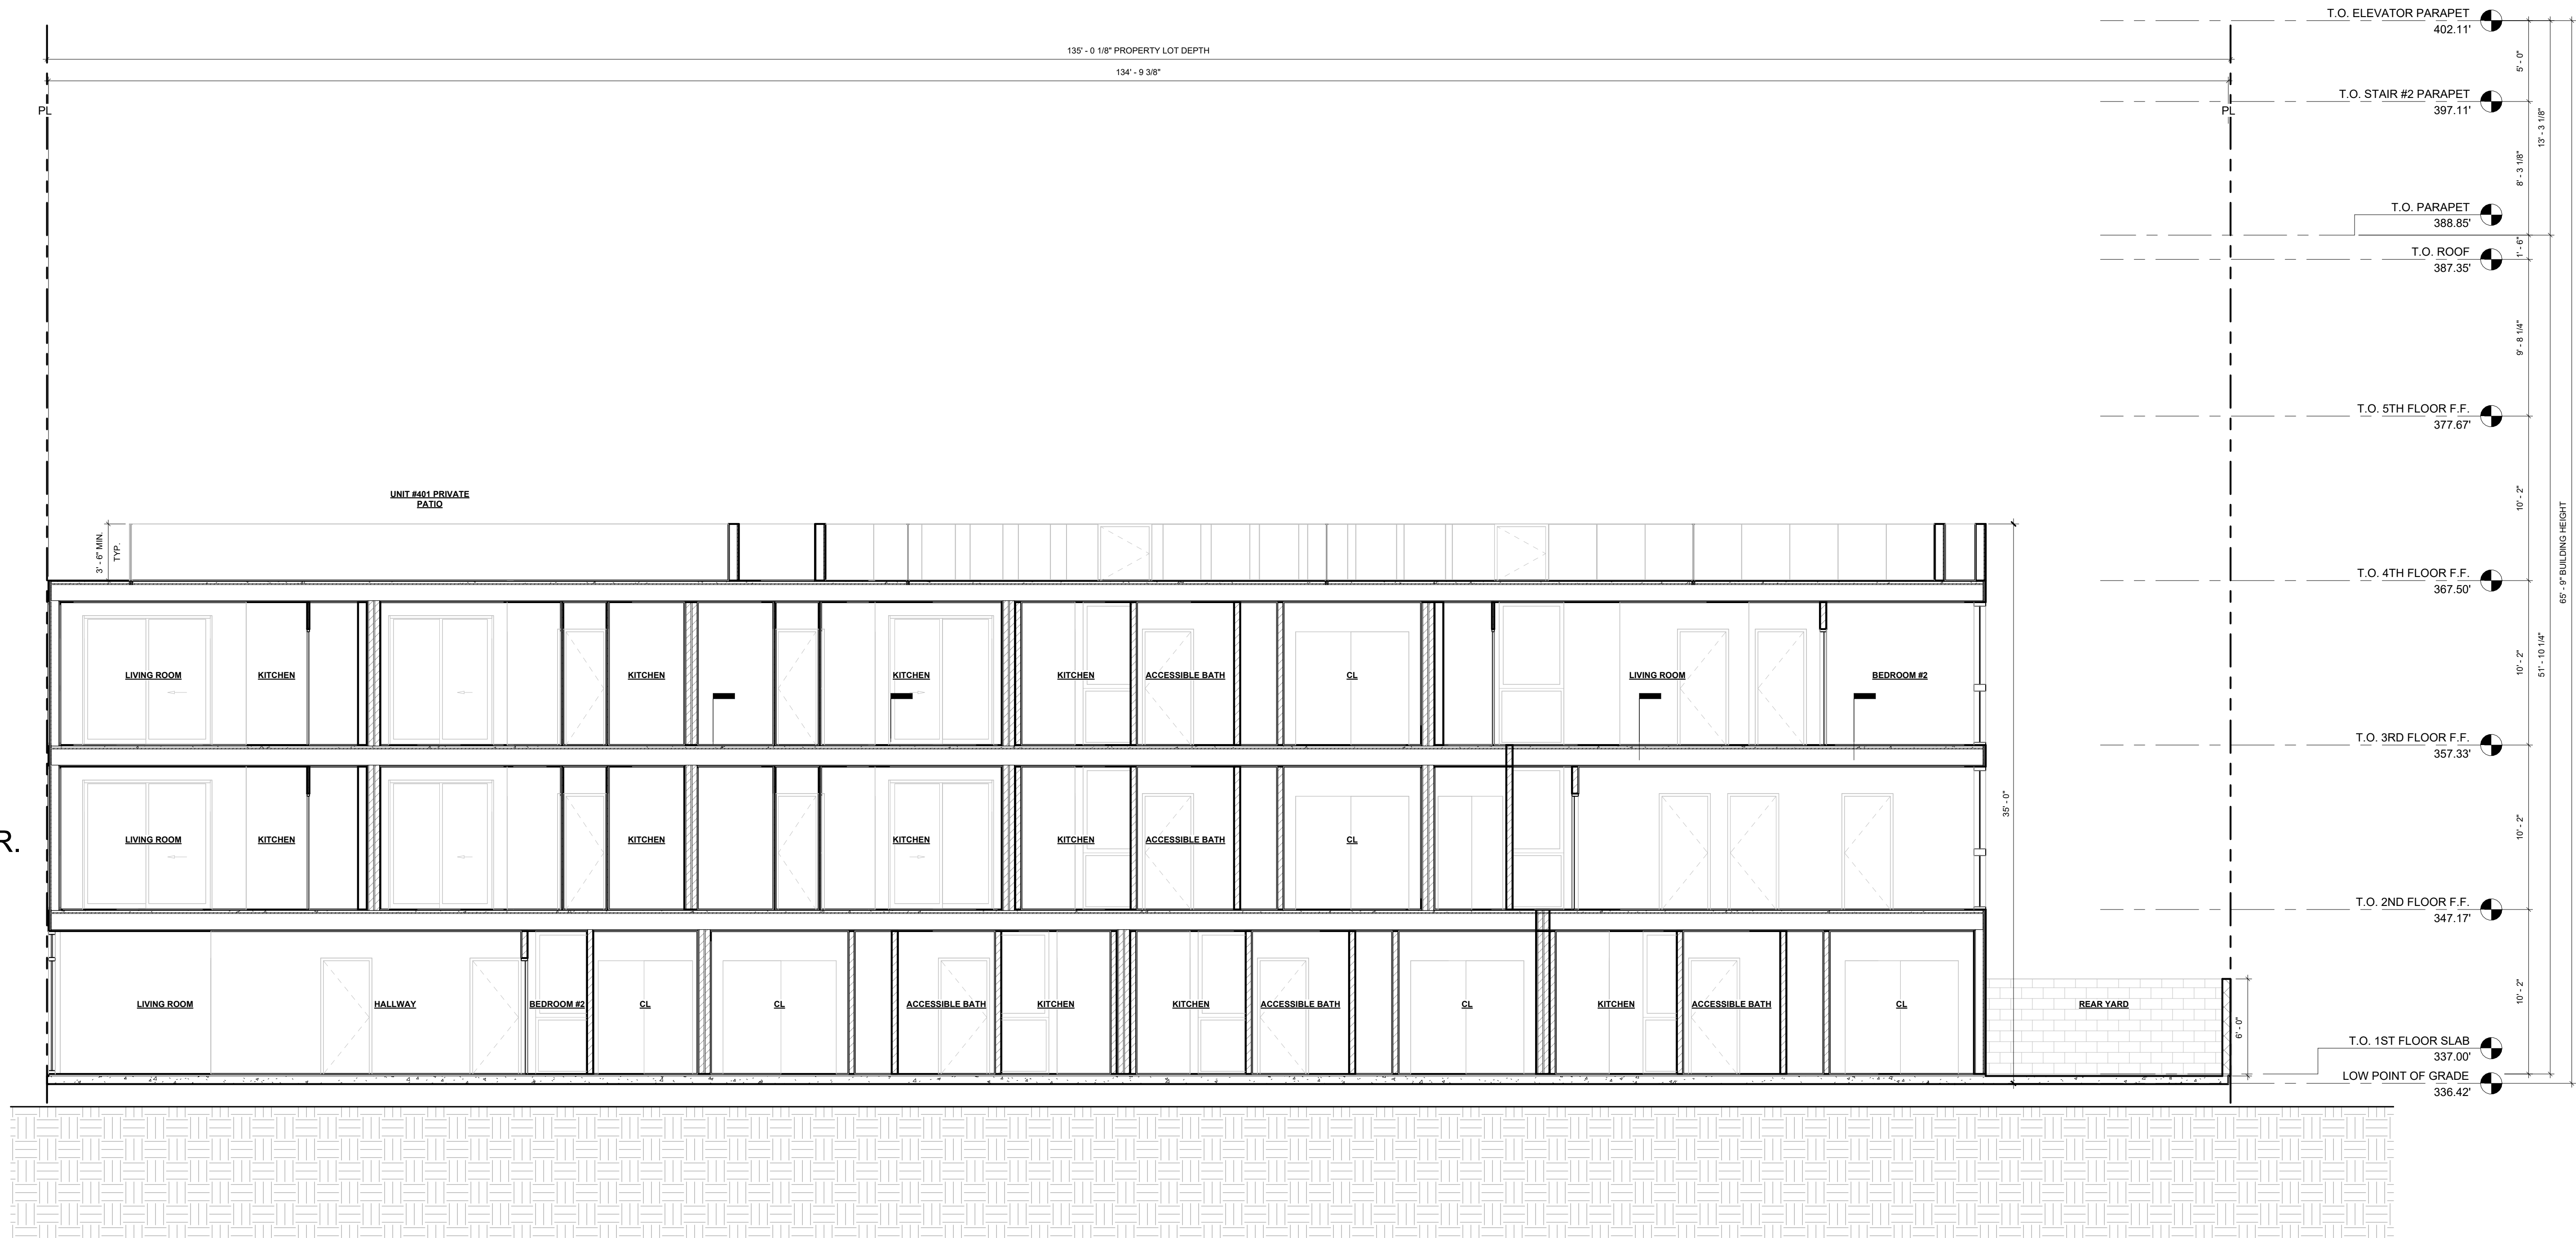 T.O. ELEVATOR PARAPET
402.11'
135' - 0 1/8" PROPERTY LOT DEPTH
5' - 0"
134' - 9 3/8"
T.O. STAIR #2 PARAPET
397.11'
PL
PL
13' - 3 1/8"
8' - 3 1/8"
T.O. PARAPET
388.85'
1' - 6"
T.O. ROOF
387.35'
9' - 8 1/4"
T.O. 5TH FLOOR F.F.
377.67'
UNIT #401 PRIVATE
PATIO
10' - 2"
65' - 9" BUILDING HEIGHT
3' - 6" MIN.
TYP.
T.O. 4TH FLOOR F.F.
367.50'
LIVING ROOM
KITCHEN
KITCHEN
KITCHEN
KITCHEN
ACCESSIBLE BATH
CL
LIVING ROOM
BEDROOM #2
10' - 2"
51' - 10 1/4"
T.O. 3RD FLOOR F.F.
357.33'
35' - 0"
R.
LIVING ROOM
KITCHEN
KITCHEN
KITCHEN
KITCHEN
ACCESSIBLE BATH
CL
10' - 2"
T.O. 2ND FLOOR F.F.
347.17'
LIVING ROOM
HALLWAY
BEDROOM #2
CL
CL
ACCESSIBLE BATH
KITCHEN
KITCHEN
ACCESSIBLE BATH
CL
KITCHEN
ACCESSIBLE BATH
CL
REAR YARD
10' - 2"
6' - 0"
T.O. 1ST FLOOR SLAB
337.00'
LOW POINT OF GRADE
336.42'